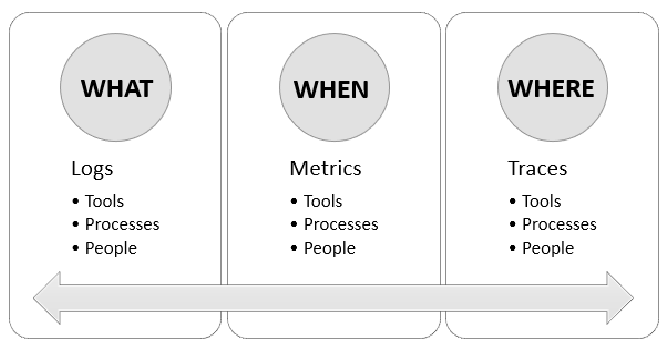 WHAT
Logs
• Tools
• Processes
• People
WHEN
Metrics
• Tools
• Processes
• People
WHERE
Traces
• Tools
• Processes
• People